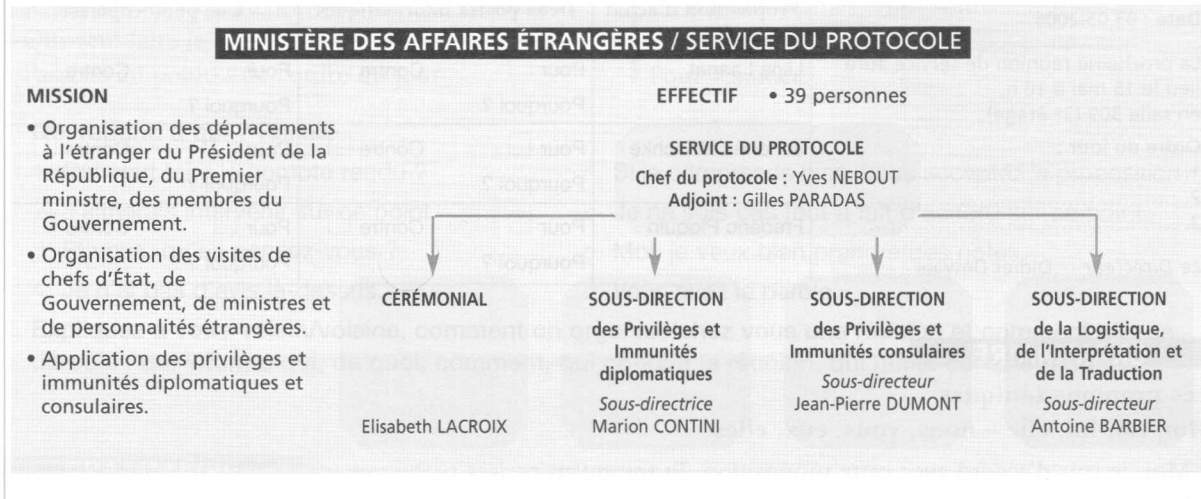 MINISTÈRE DES AFFAIRES ÉTRANGÈRES / SERVICE DU PROTOCOLE
MISSION
• Organisation des déplacements
à l'étranger du Président de la
République, du Premier
ministre, des membres du
Gouvernement.
• Organisation des visites de
chefs d'État, de
Gouvernement, de ministres et
de personnalités étrangères.
• Application des privilèges et
immunités diplomatiques et
consulaires.
EFFECTIF • 39 personnes
SERVICE DU PROTOCOLE
Chef du protocole : Yves NEBOUT
Adjoint : Gilles PARADAS
CÉRÉMONIAL
Elisabeth LACROIX
SOUS-DIRECTION
des Privilèges et
Immunités
diplomatiques
Sous-directrice
Marion CONTINI
SOUS-DIRECTION
des Privilèges et
Immunités consulaires
Sous-directeur
Jean-Pierre DUMONT
SOUS-DIRECTION
de la Logistique,
de l'Interprétation et
de la Traduction
Sous-directeur
Antoine BARBIER